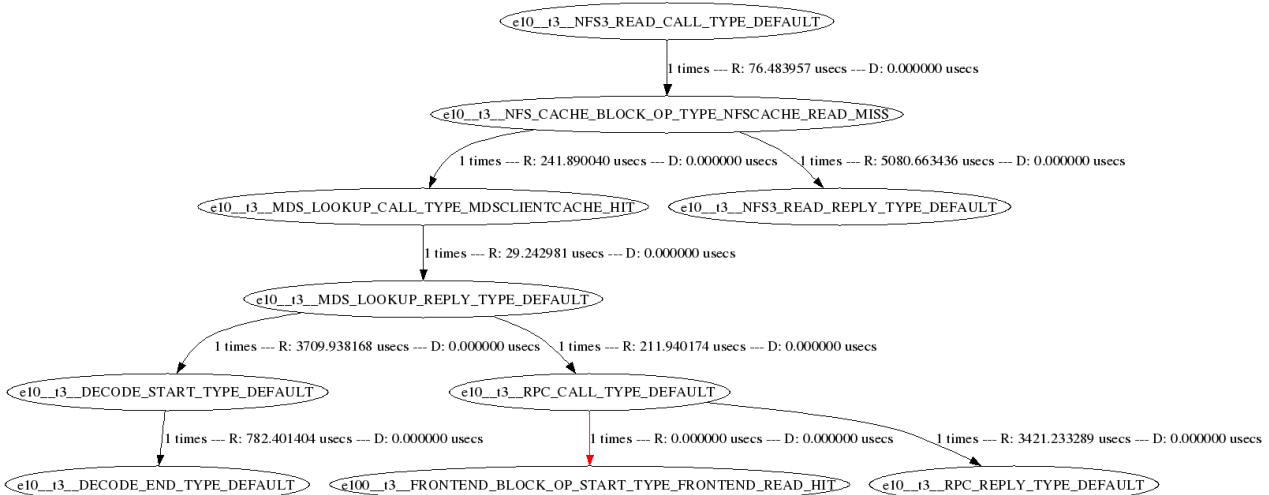 e10__t3__NFS3_READ_CALL_TYPE_DEFAULT
1 times --- R: 76.483957 usecs --- D: 0.000000 usecs
e10__t3__NFS_CACHE_BLOCK_OP_TYPE_NFSCACHE_READ_MISS
1 times --- R: 241.890040 usecs --- D: 0.000000 usecs
1 times --- R: 5080.663436 usecs --- D: 0.000000 usecs
e10__t3__MDS_LOOKUP_CALL_TYPE_MDSCLIENTCACHE_HIT
e10__t3__NFS3_READ_REPLY_TYPE_DEFAULT
1 times --- R: 29.242981 usecs --- D: 0.000000 usecs
e10__t3__MDS_LOOKUP_REPLY_TYPE_DEFAULT
1 times --- R: 3709.938168 usecs --- D: 0.000000 usecs
1 times --- R: 211.940174 usecs --- D: 0.000000 usecs
e10__t3__DECODE_START_TYPE_DEFAULT
e10__t3__RPC_CALL_TYPE_DEFAULT
1 times --- R: 782.401404 usecs --- D: 0.000000 usecs
1 times --- R: 0.000000 usecs --- D: 0.000000 usecs
1 times --- R: 3421.233289 usecs --- D: 0.000000 usecs
e10__t3__DECODE_END_TYPE_DEFAULT
e100__t3__FRONTEND_BLOCK_OP_START_TYPE_FRONTEND_READ_HIT
e10__t3__RPC_REPLY_TYPE_DEFAULT